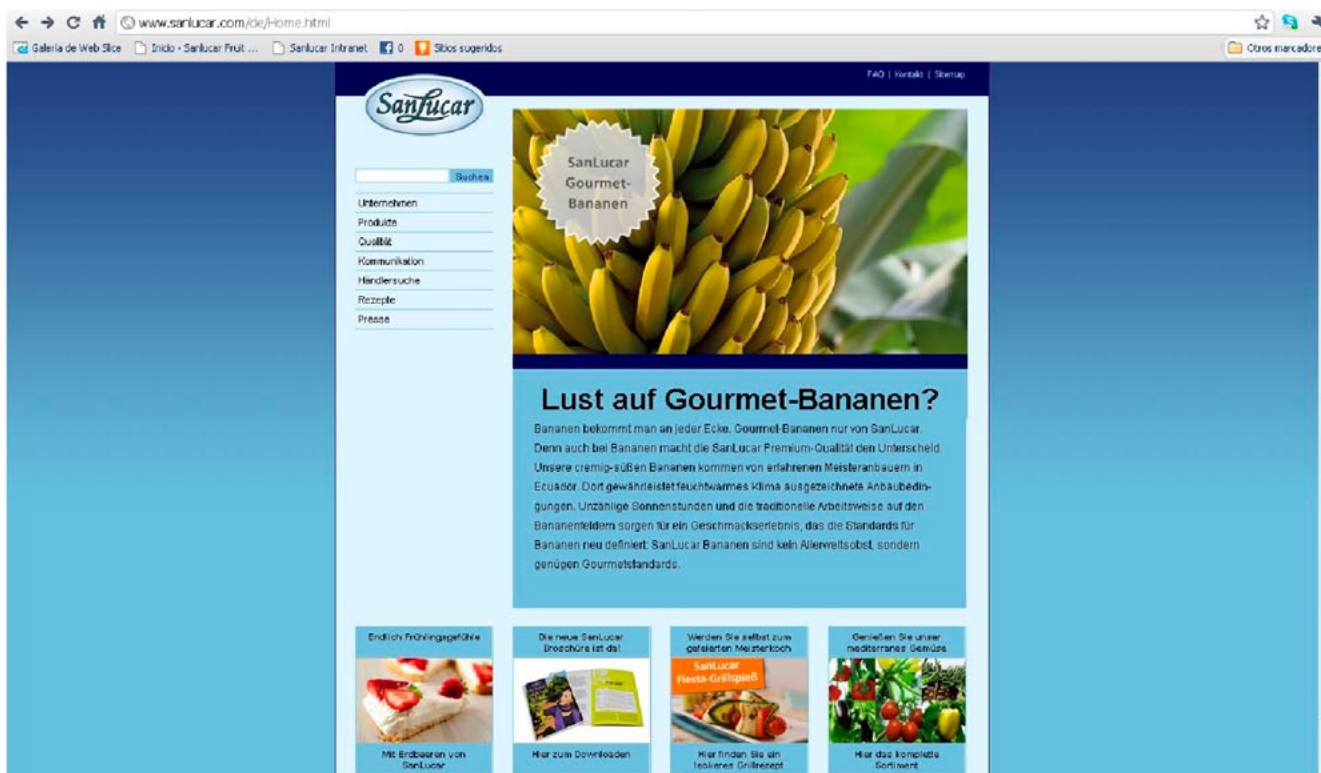 www.sanlucar.com/de/Home.html
Galería de Web Slice
Inicio - Sanlucar Fruit ...
Sanlucar Intranet
0
Sitios sugeridos
Otros marcadore
FAQ | Kontakt | Sitemap
SanLucar
SanLucar
Gourmet-
Bananen
Suchen
Unternehmen
Produkte
Qualität
Kommunikation
Händlersuche
Rezepte
Presse
Lust auf Gourmet-Bananen?
Bananen bekommt man an jeder Ecke. Gourmet-Bananen nur von SanLucar.
Denn auch bei Bananen macht die SanLucar Premium-Qualität den Unterscheid.
Unsere cremig-süßen Bananen kommen von erfahrenen Meisteranbauern in
Ecuador. Dort gewährleistet feuchtwarmes Klima ausgezeichnete Anbaubedin-
gungen. Unzählige Sonnenstunden und die traditionelle Arbeitsweise auf den
Bananenfeldern sorgen für ein Geschmackserlebnis, das die Standards für
Bananen neu definiert: SanLucar Bananen sind kein Allerweltsobst, sondern
genügen Gourmetstandards.
Endlich Frühlingsgefühle
Mit Erdbeeren von
SanLucar
Die neue SanLucar
Broschüre ist da!
Hier zum Downloaden
Werden Sie selbst zum
gefeierten Meisterkoch
SanLucar
Fiesta-Grillspieß
Hier finden Sie ein
leckeres Grillrezept
Genießen Sie unser
mediterranes Gemüse
Hier das komplette
Sortiment